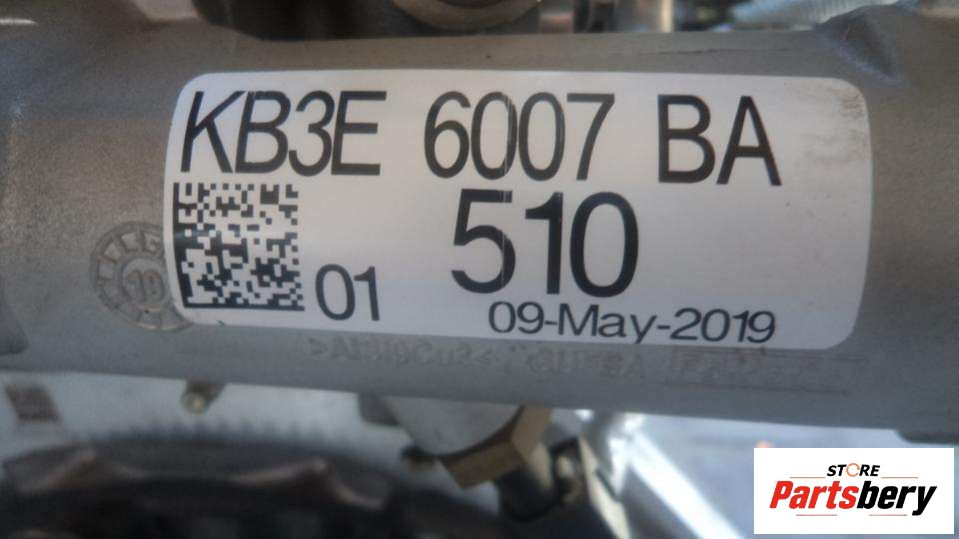 KB3E 6007 BA
510
01
09-May-2019
STORE
Partsbery